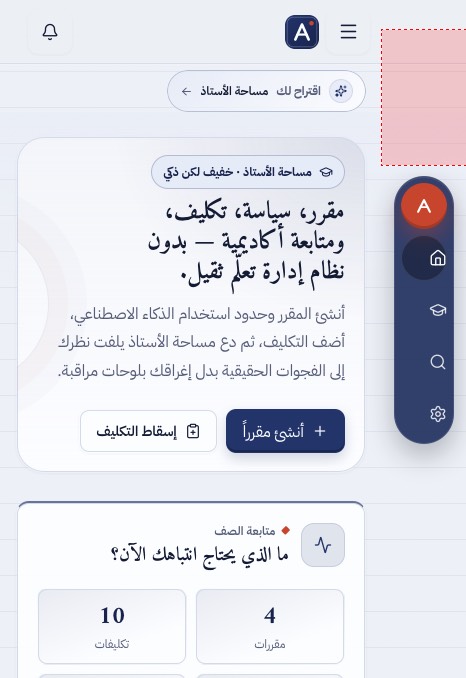 A
اقتراح لك مساحة الأستاذ ←
A
مساحة الأستاذ · خفيف لكن ذكي
مقرر، سياسة، تكليف،
ومتابعة أكاديمية — بدون
نظام إدارة تعلّم ثقيل.
أنشئ المقرر وحدود استخدام الذكاء الاصطناعي،
أضف التكليف، ثم دع مساحة الأستاذ يلفت نظرك
إلى الفجوات الحقيقية بدل إغراقك بلوحات مراقبة.
+ أنشئ مقرراً
إسقاط التكليف
متابعة الصف
ما الذي يحتاج انتباهك الآن؟
4
مقررات
10
تكليفات